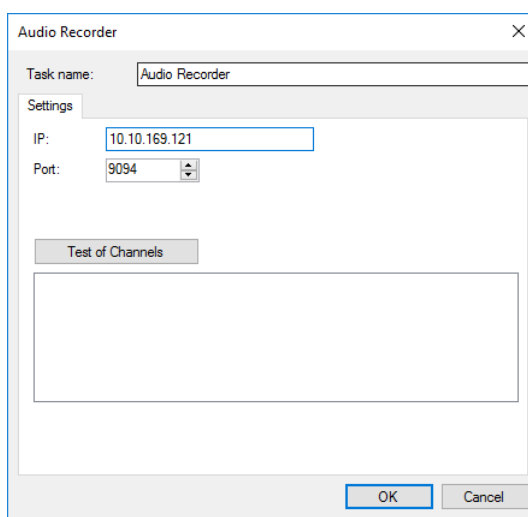 Audio Recorder
Task name: Audio Recorder
Settings
IP: 10.10.169.121
Port: 9094
Test of Channels
OK Cancel